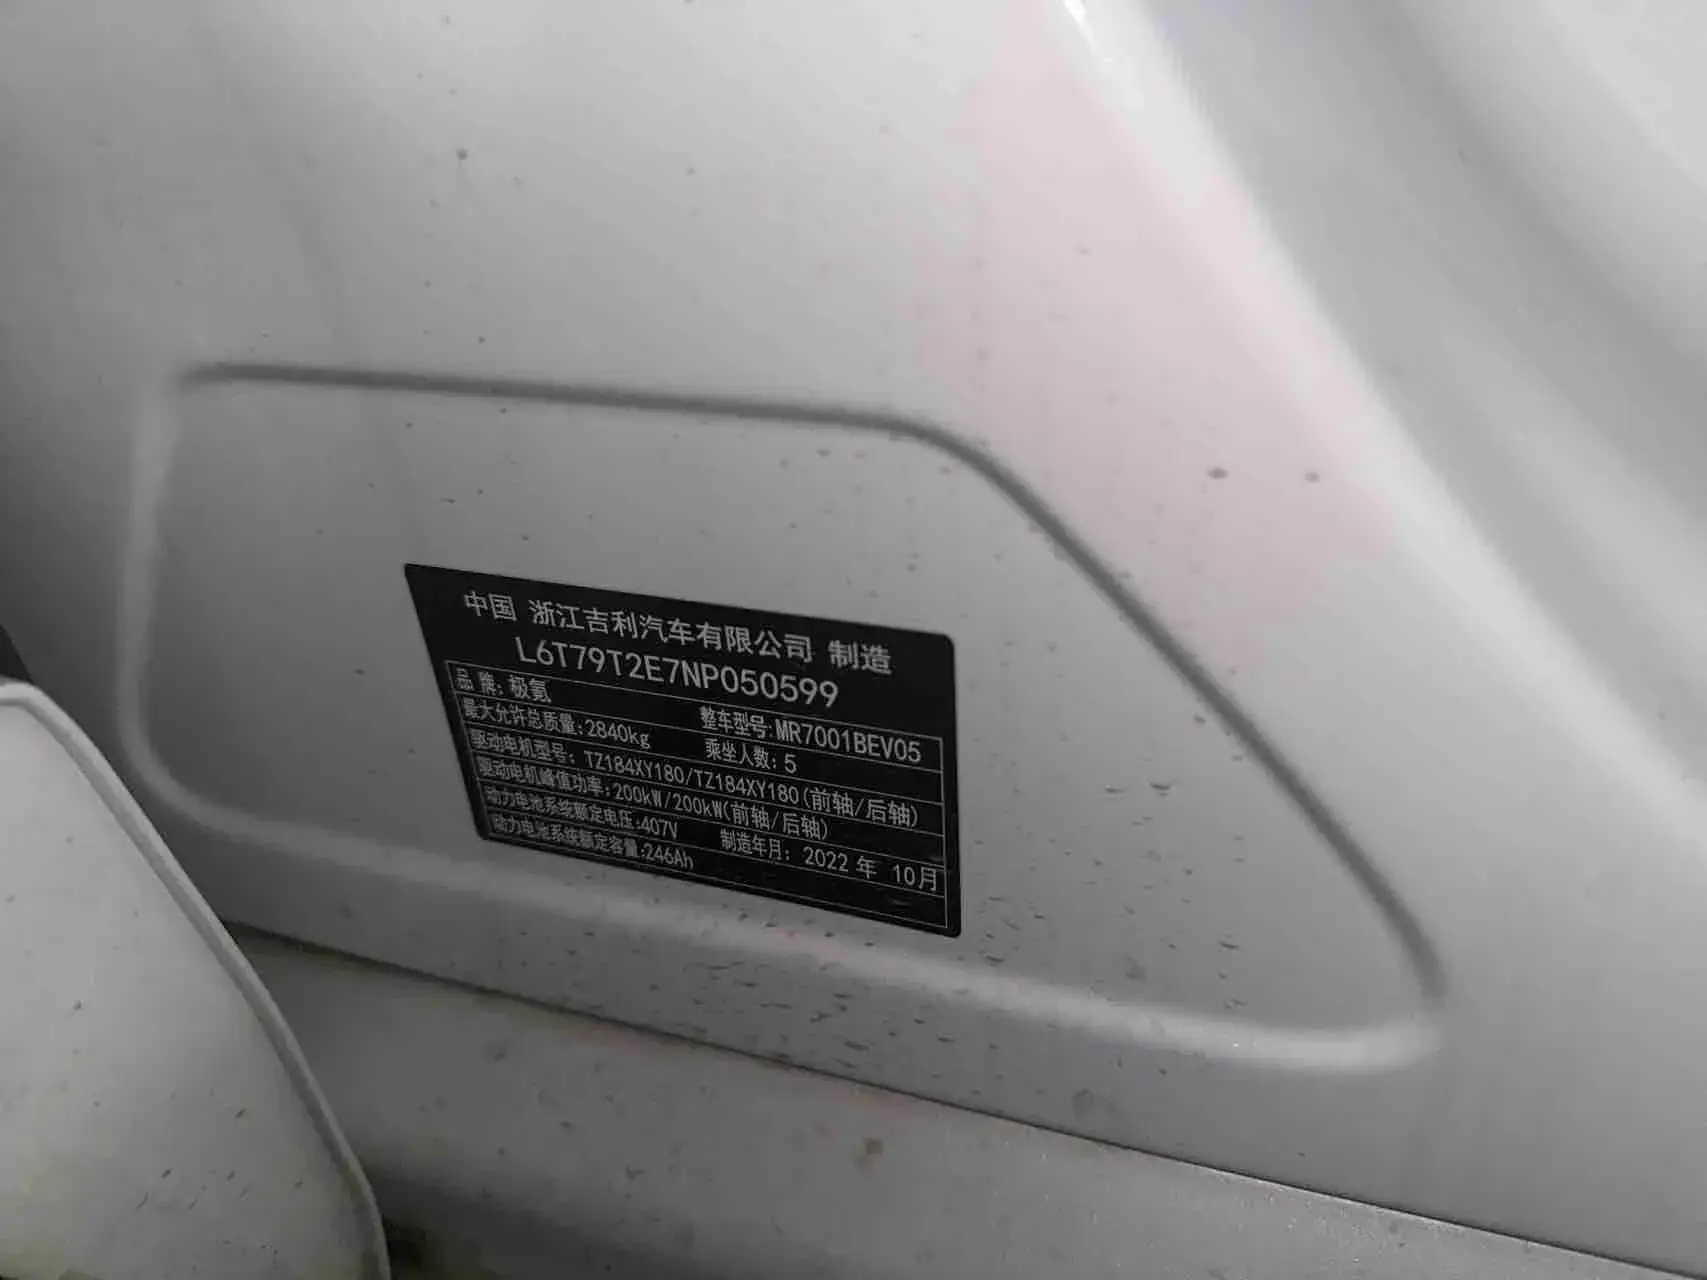 中国 浙江吉利汽车有限公司 制造
L6T79T2E7NP050599
品牌:极氪 整车型号:MR7001BEV05
最大允许总质量:2840kg 乘坐人数:5
驱动电机型号: TZ184XY180/TZ184XY180(前轴/后轴)
驱动电机峰值功率:200kW/200kW(前轴/后轴)
动力电池系统额定电压:407V 制造年月: 2022年 10月
动力电池系统额定容量:246Ah